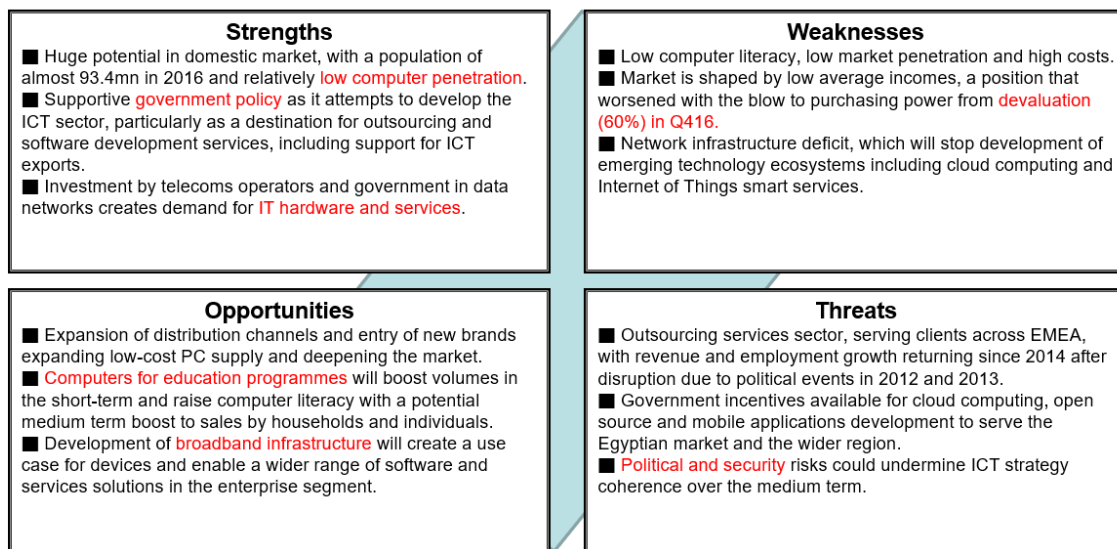 Strengths
■ Huge potential in domestic market, with a population of
almost 93.4mn in 2016 and relatively low computer penetration.
■ Supportive government policy as it attempts to develop the
ICT sector, particularly as a destination for outsourcing and
software development services, including support for ICT
exports.
■ Investment by telecoms operators and government in data
networks creates demand for IT hardware and services.
Weaknesses
■ Low computer literacy, low market penetration and high costs.
■ Market is shaped by low average incomes, a position that
worsened with the blow to purchasing power from devaluation
(60%) in Q416.
■ Network infrastructure deficit, which will stop development of
emerging technology ecosystems including cloud computing and
Internet of Things smart services.
Opportunities
■ Expansion of distribution channels and entry of new brands
expanding low-cost PC supply and deepening the market.
■ Computers for education programmes will boost volumes in
the short-term and raise computer literacy with a potential
medium term boost to sales by households and individuals.
■ Development of broadband infrastructure will create a use
case for devices and enable a wider range of software and
services solutions in the enterprise segment.
Threats
■ Outsourcing services sector, serving clients across EMEA,
with revenue and employment growth returning since 2014 after
disruption due to political events in 2012 and 2013.
■ Government incentives available for cloud computing, open
source and mobile applications development to serve the
Egyptian market and the wider region.
■ Political and security risks could undermine ICT strategy
coherence over the medium term.